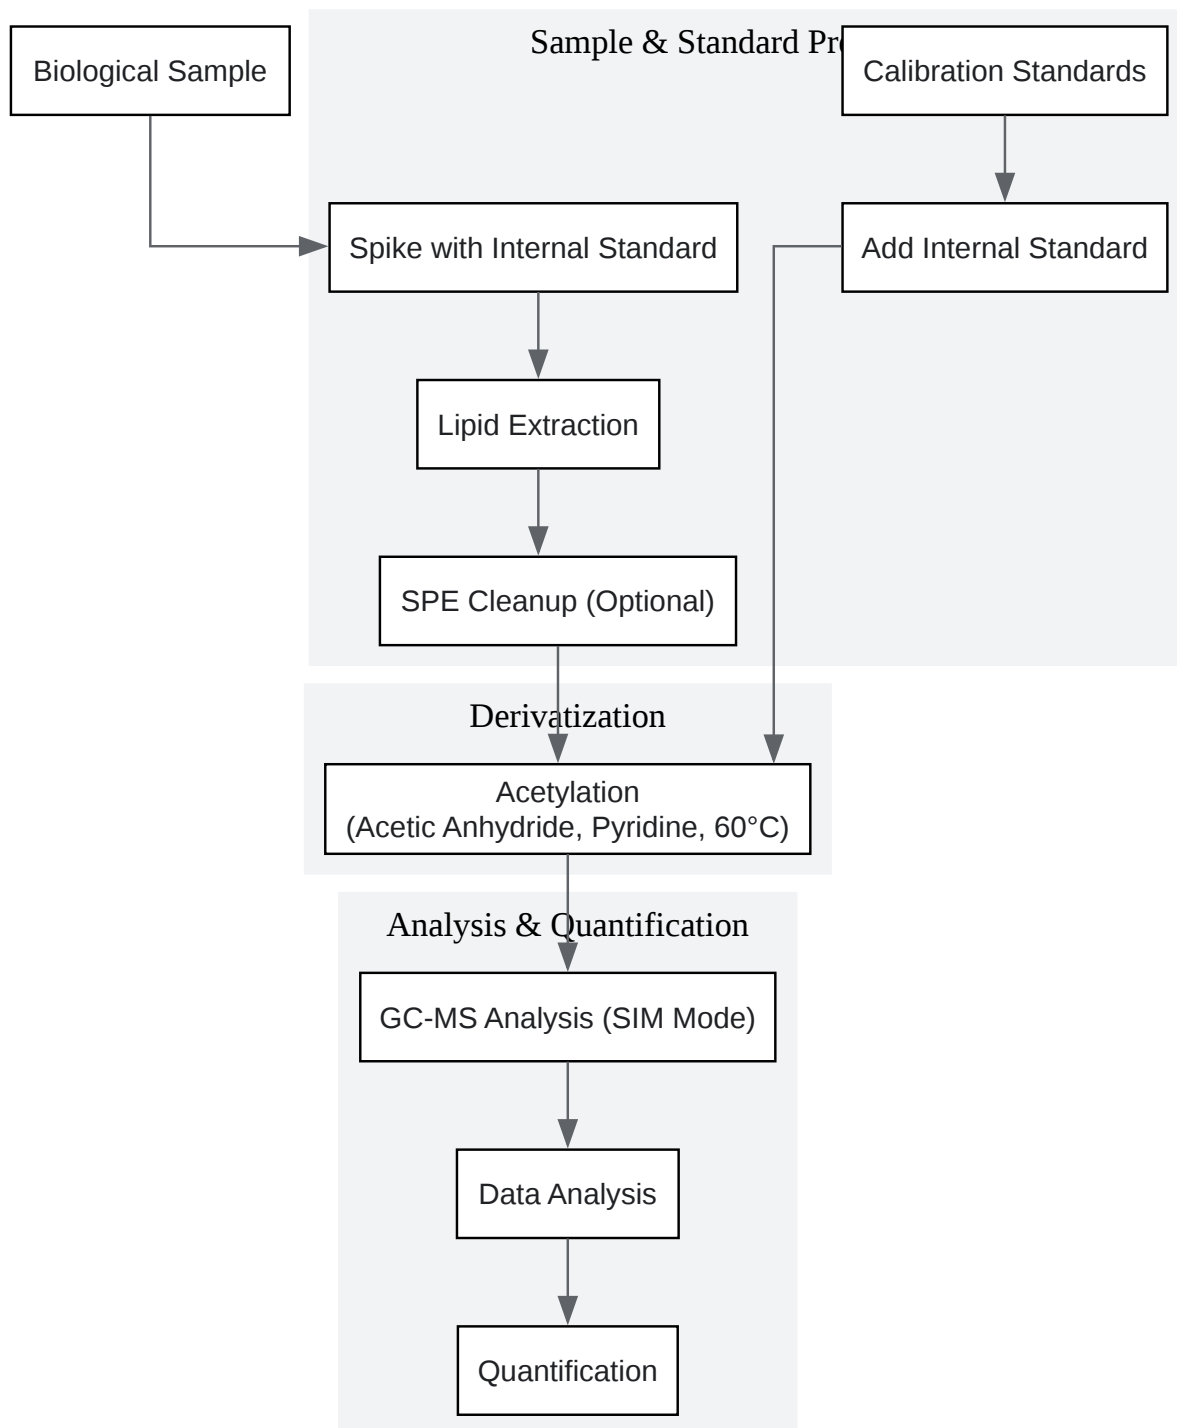 Sample & Standard Pr
Biological Sample
Calibration Standards
Spike with Internal Standard
Add Internal Standard
Lipid Extraction
SPE Cleanup (Optional)
Derivatization
Acetylation
(Acetic Anhydride, Pyridine, 60°C)
Analysis & Quantification
GC-MS Analysis (SIM Mode)
Data Analysis
Quantification